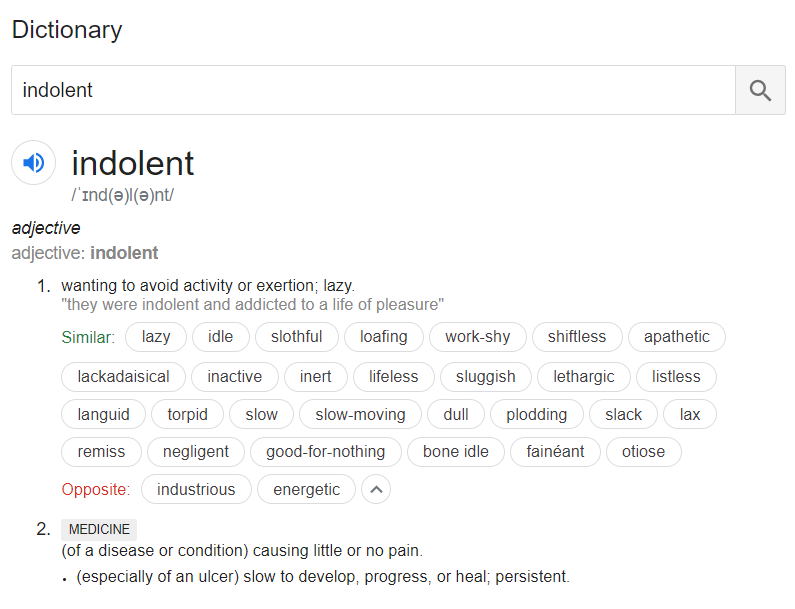 Dictionary
indolent
indolent
/ˈɪnd(ə)l(ə)nt/
adjective
adjective: indolent
1. wanting to avoid activity or exertion; lazy.
"they were indolent and addicted to a life of pleasure"
Similar: lazy idle slothful loafing work-shy shiftless apathetic
lackadaisical inactive inert lifeless sluggish lethargic listless
languid torpid slow slow-moving dull plodding slack lax
remiss negligent good-for-nothing bone idle fainéant otiose
Opposite: industrious energetic
2. MEDICINE
(of a disease or condition) causing little or no pain.
• (especially of an ulcer) slow to develop, progress, or heal; persistent.